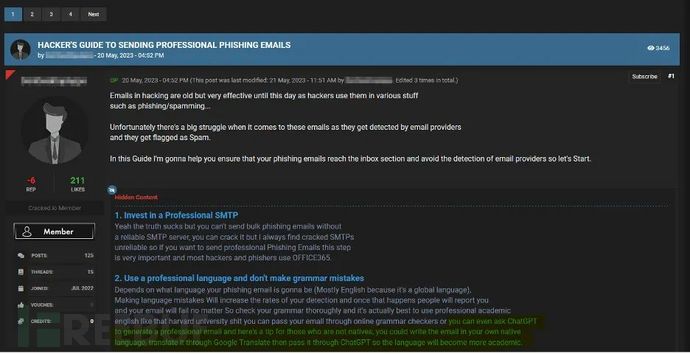 1 2 3 4 Next
HACKER'S GUIDE TO SENDING PROFESSIONAL PHISHING EMAILS
by - 20 May, 2023 - 04:52 PM
3456
OP 20 May, 2023 - 04:52 PM (This post was last modified: 21 May, 2023 - 11:51 AM by Edited 3 times in total.)
Subscribe #1
Emails in hacking are old but very effective until this day as hackers use them in various stuff
such as phishing/spamming...
Unfortunately there's a big struggle when it comes to these emails as they get detected by email providers
and they get flagged as Spam.
In this Guide I'm gonna help you ensure that your phishing emails reach the inbox section and avoid the detection of email providers so let's Start.
-6 211
REP LIKES
Cracked.io Member
Member
POSTS: 125
THREADS: 15
JOINED: JUL 2022
VOUCHES: 0
CREDITS: 0
Hidden Content
1. Invest in a Professional SMTP
Yeah the truth sucks but you can't send bulk phishing emails without
a reliable SMTP server, you can crack it but I always find cracked SMTPs
unreliable so if you want to send professional Phishing Emails this step
is very important and most hackers and phishers use OFFICE365.
2. Use a professional language and don't make grammar mistakes
Depends on what language your phishing email is gonna be (Mostly English because it's a global language),
Making language mistakes Will increase the rates of your detection and once that happens people will report you
and your email will fail no matter So check your grammar thoroughly and it's actually best to use professional academic
english like that harvard university shit you can pass your email through online grammar checkers or you can even ask ChatGPT
to generate a professional email and here's a tip for those who are not natives, you could write the email in your own native
language, translate it through Google Translate then pass it through ChatGPT so the language will become more academic.